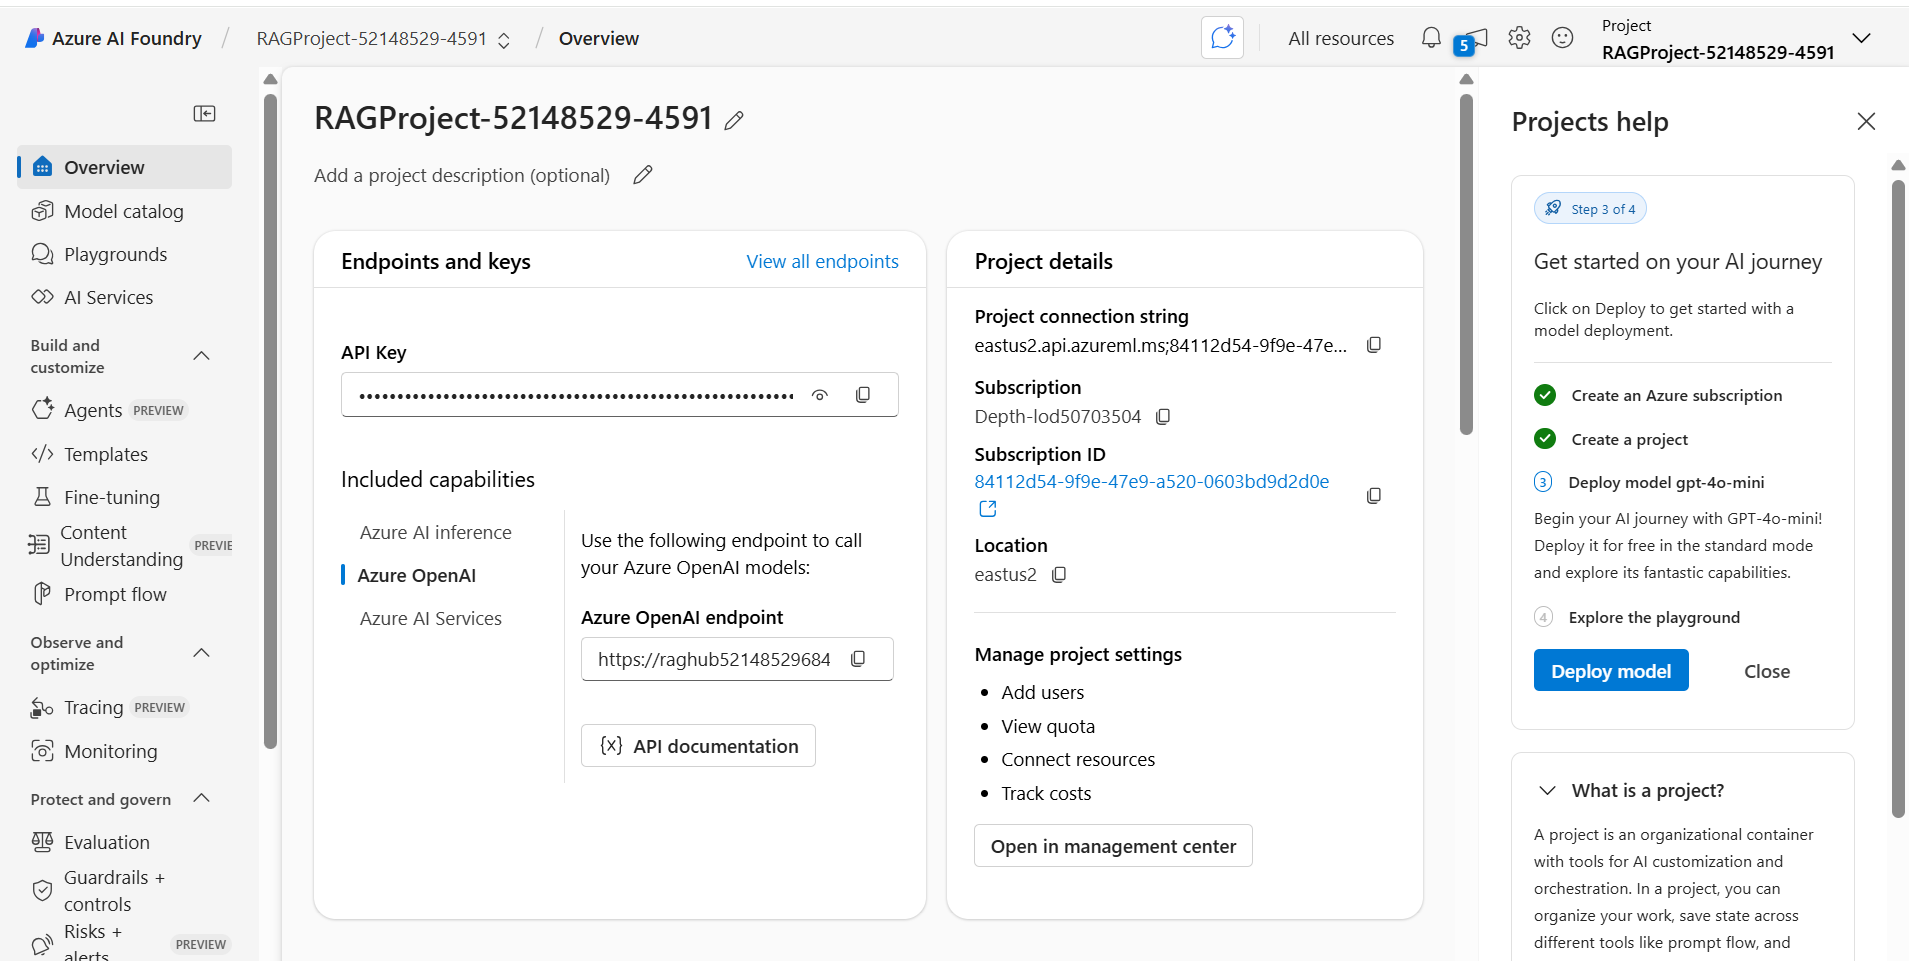 Azure AI Foundry / RAGProject-52148529-4591 / Overview
All resources
5
Project
RAGProject-52148529-4591
Overview
Model catalog
Playgrounds
AI Services
Build and
customize
Agents PREVIEW
Templates
Fine-tuning
Content
Understanding PREVIE
Prompt flow
Observe and
optimize
Tracing PREVIEW
Monitoring
Protect and govern
Evaluation
Guardrails +
controls
Risks +
alerts PREVIEW
RAGProject-52148529-4591
Add a project description (optional)
Endpoints and keys
View all endpoints
API Key
Included capabilities
Azure AI inference
Azure OpenAI
Azure AI Services
Use the following endpoint to call
your Azure OpenAI models:
Azure OpenAI endpoint
https://raghub52148529684
{x} API documentation
Project details
Project connection string
eastus2.api.azureml.ms;84112d54-9f9e-47e...
Subscription
Depth-lod50703504
Subscription ID
84112d54-9f9e-47e9-a520-0603bd9d2d0e
Location
eastus2
Manage project settings
• Add users
• View quota
• Connect resources
• Track costs
Open in management center
Projects help
Step 3 of 4
Get started on your AI journey
Click on Deploy to get started with a
model deployment.
Create an Azure subscription
Create a project
3 Deploy model gpt-4o-mini
Begin your AI journey with GPT-4o-mini!
Deploy it for free in the standard mode
and explore its fantastic capabilities.
4 Explore the playground
Deploy model
Close
What is a project?
A project is an organizational container
with tools for AI customization and
orchestration. In a project, you can
organize your work, save state across
different tools like prompt flow, and